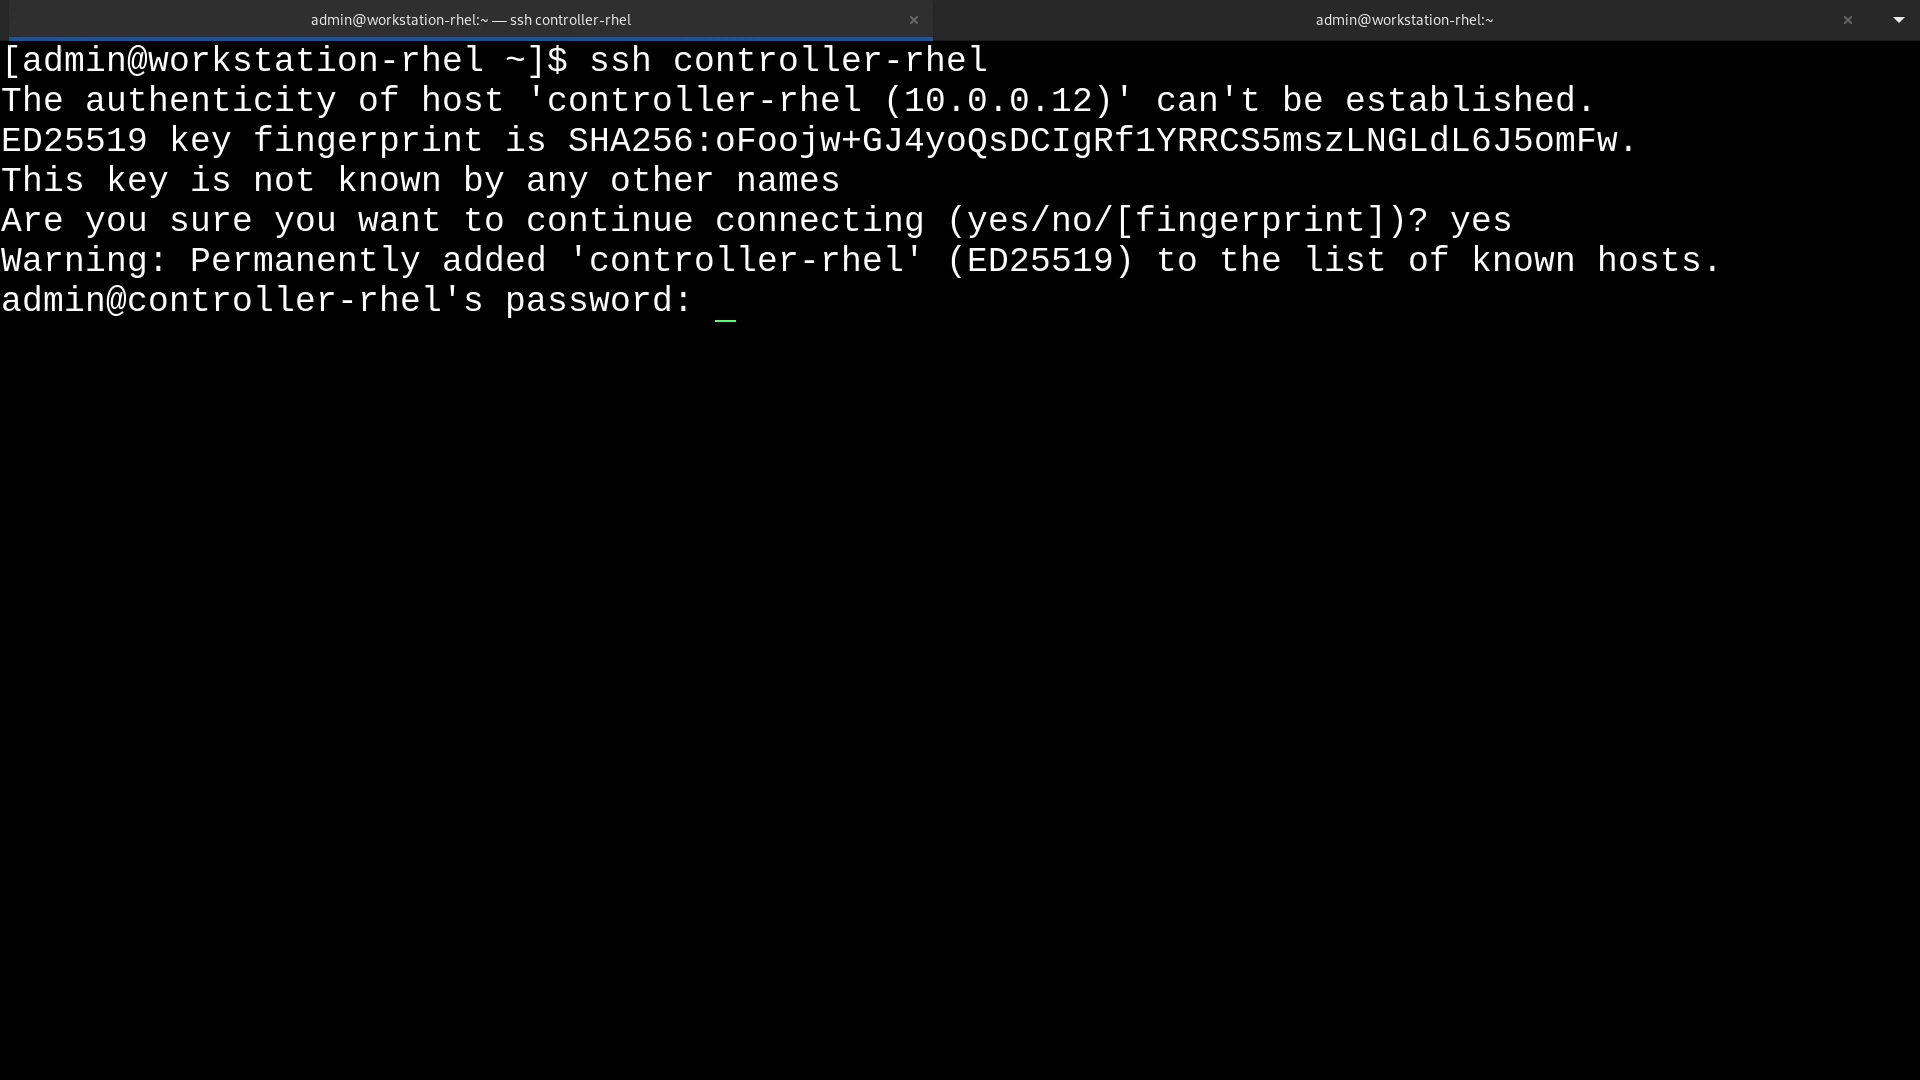 admin@workstation-rhel:~ — ssh controller-rhel
admin@workstation-rhel:~
[admin@workstation-rhel ~]$ ssh controller-rhel
The authenticity of host 'controller-rhel (10.0.0.12)' can't be established.
ED25519 key fingerprint is SHA256:oFoojw+GJ4yoQsDCIgRf1YRRCS5mszLNGLdL6J5omFw.
This key is not known by any other names
Are you sure you want to continue connecting (yes/no/[fingerprint])? yes
Warning: Permanently added 'controller-rhel' (ED25519) to the list of known hosts.
admin@controller-rhel's password: